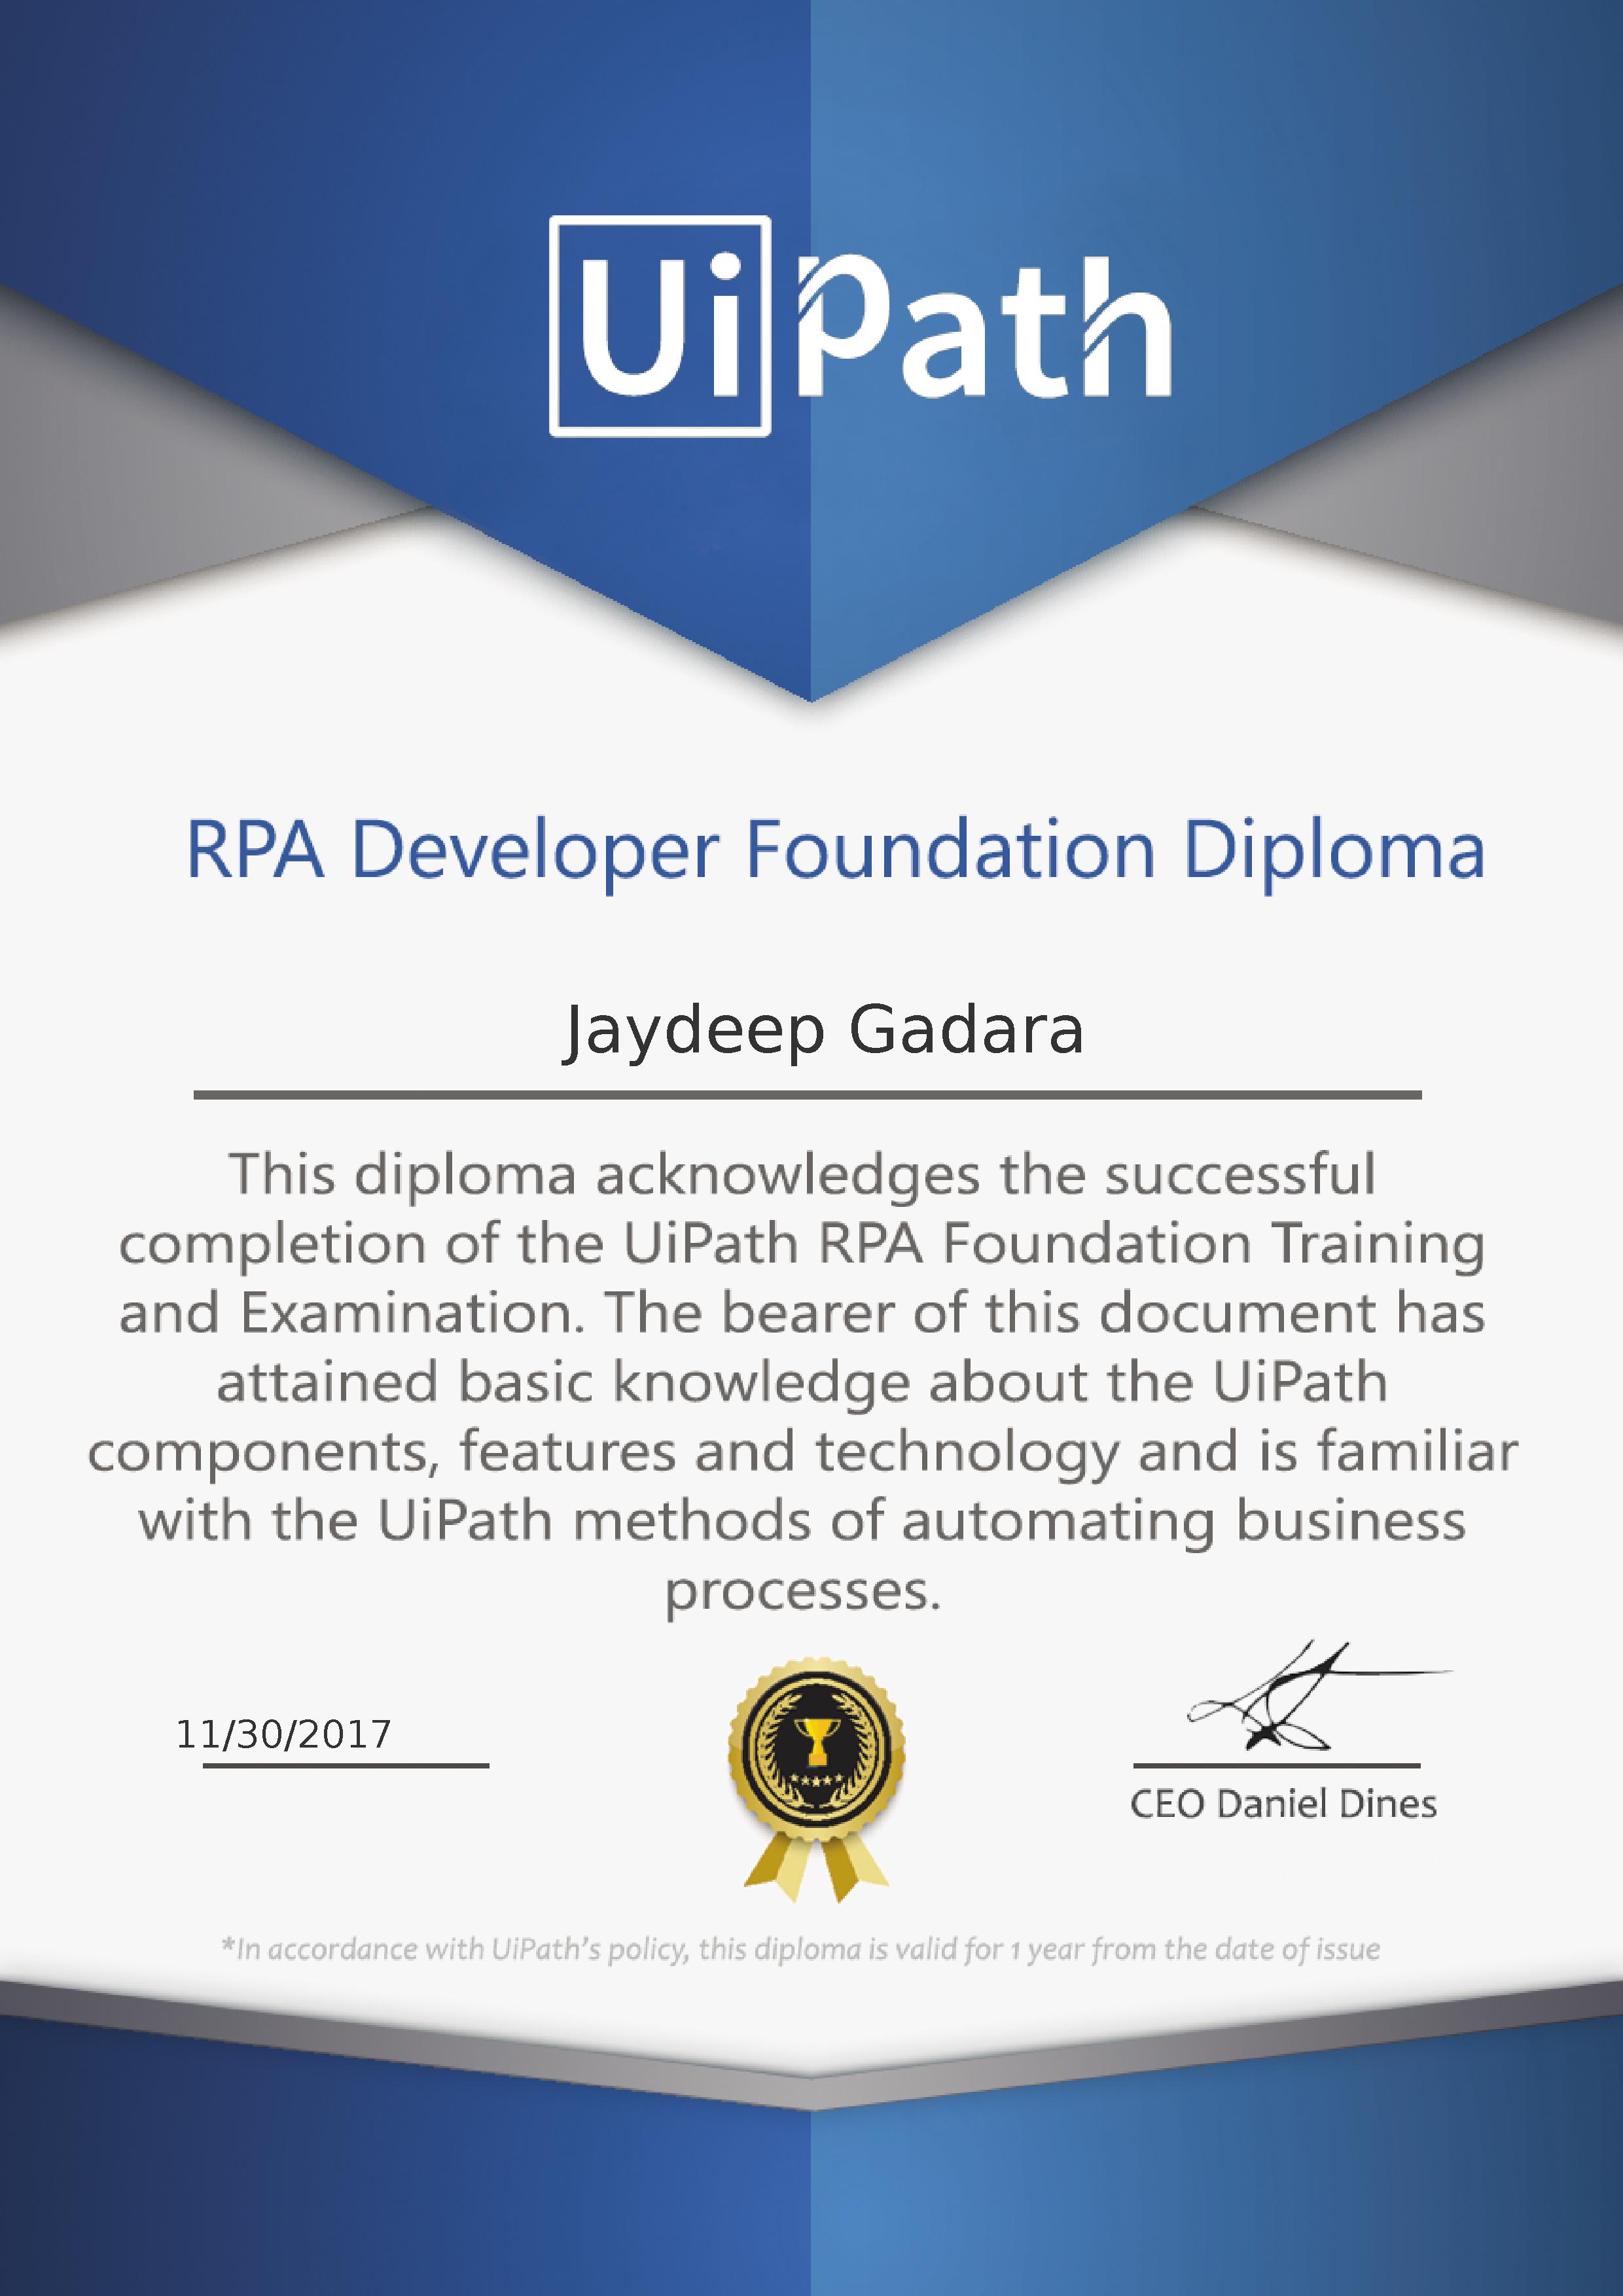 UiPath
RPA Developer Foundation Diploma
Jaydeep Gadara
This diploma acknowledges the successful
completion of the UiPath RPA Foundation Training
and Examination. The bearer of this document has
attained basic knowledge about the UiPath
components, features and technology and is familiar
with the UiPath methods of automating business
processes.
11/30/2017
CEO Daniel Dines
*In accordance with UiPath's policy, this diploma is valid for 1 year from the date of issue